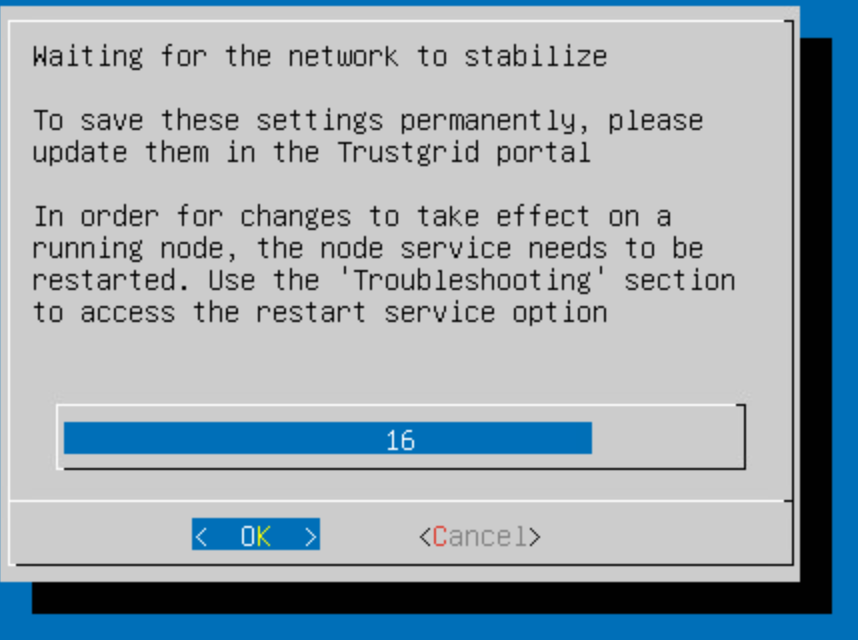 Waiting for the network to stabilize
To save these settings permanently, please
update them in the Trustgrid portal
In order for changes to take effect on a
running node, the node service needs to be
restarted. Use the 'Troubleshooting' section
to access the restart service option
16
< OK > <Cancel>